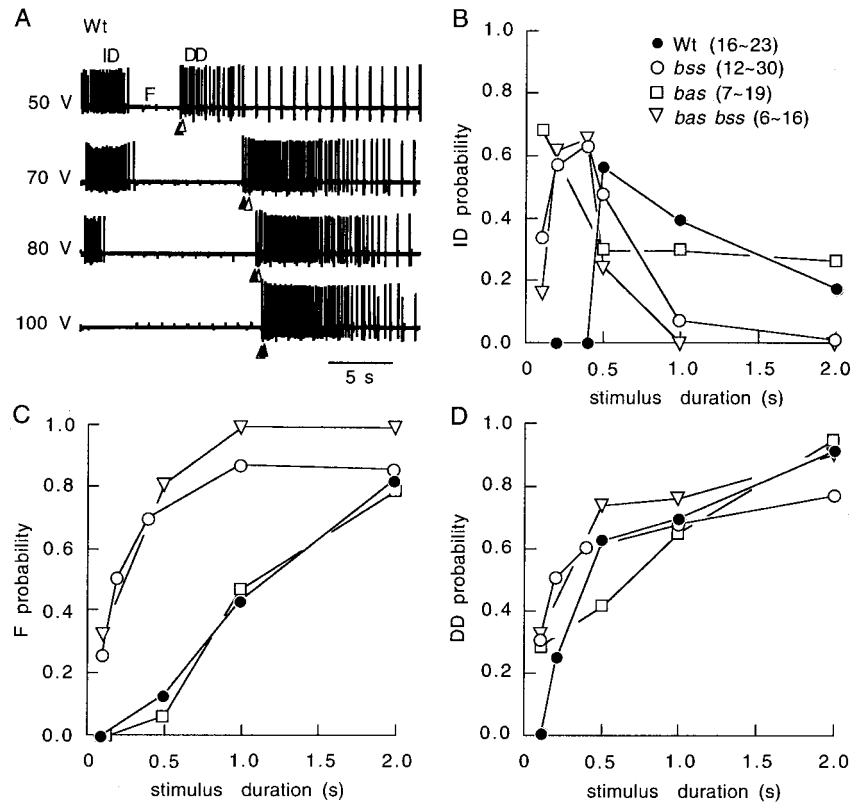 A
Wt
ID
DD
F
50 V
70 V
80 V
100 V
5 s
B
Wt (16~23)
bss (12~30)
bas (7~19)
bas bss (6~16)
ID probability
1.0
0.8
0.6
0.4
0.2
0.0
0 0.5 1.0 1.5 2.0
stimulus duration (s)
C
F probability
1.0
0.8
0.6
0.4
0.2
0.0
0 0.5 1.0 1.5 2.0
stimulus duration (s)
D
DD probability
1.0
0.8
0.6
0.4
0.2
0.0
0 0.5 1.0 1.5 2.0
stimulus duration (s)